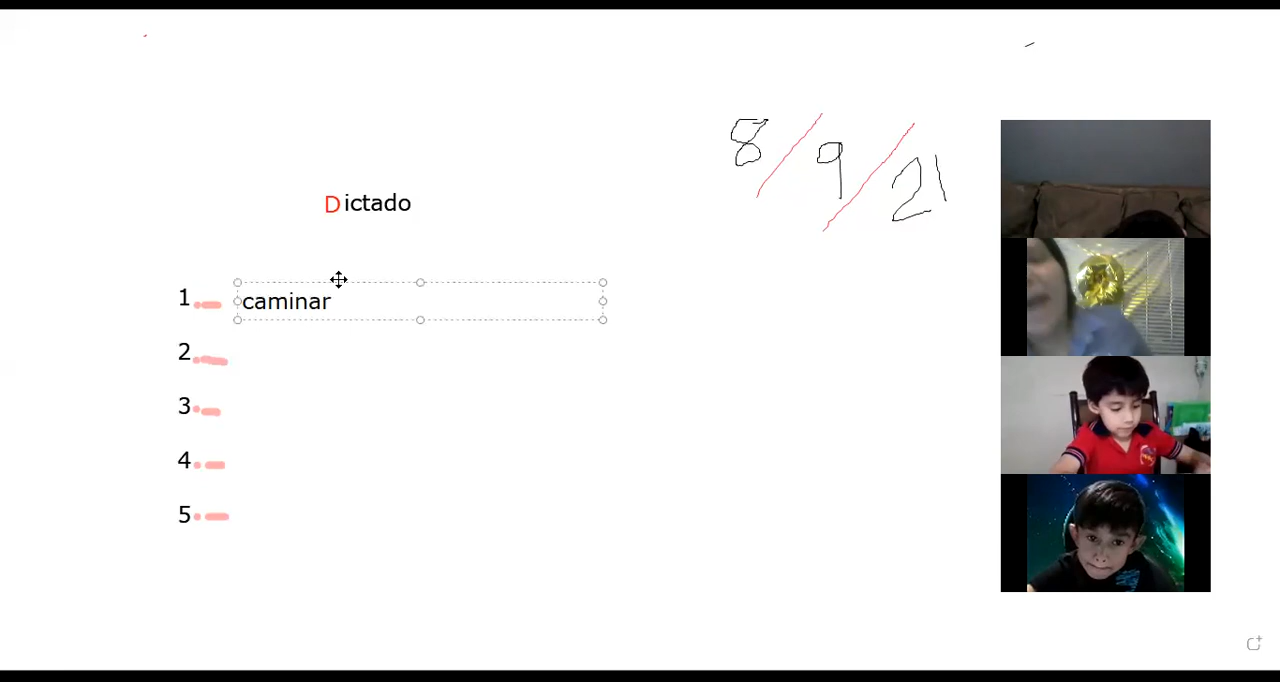 8/9/21
Dictado
1.- caminar
2.-
3.-
4.-
5.-